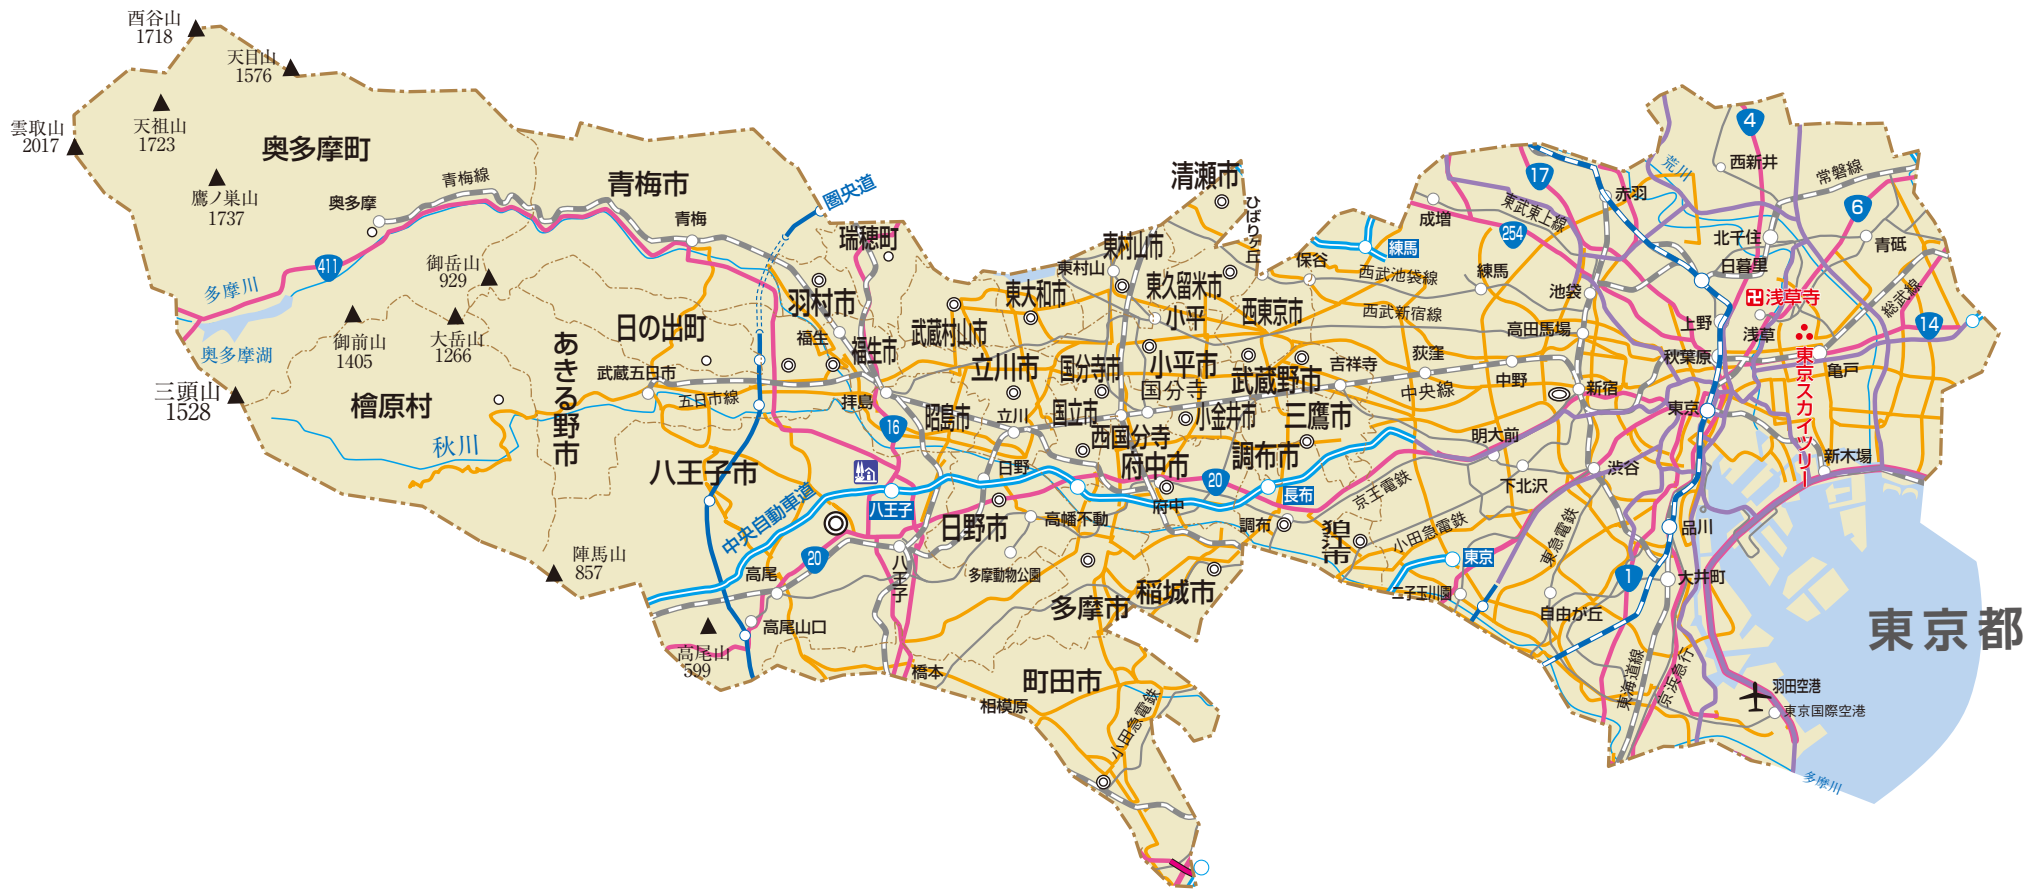 酉谷山
1718
天目山
1576
天祖山
1723
雲取山
2017
鷹ノ巣山
1737
奥多摩町
奥多摩
青梅線
青梅市
青梅
圏央道
411
多摩川
奥多摩湖
御岳山
929
御前山
1405
大岳山
1266
三頭山
1528
檜原村
秋川
あきる野市
日の出町
武蔵五日市
五日市線
瑞穂町
羽村市
福生
福生市
拝島
16
昭島市
武蔵村山市
東大和市
立川市
立川
東村山市
東村山
清瀬市
ひばりヶ丘
東久留米市
小平
小平市
西東京市
国分寺市
国分寺
国立市
西国分寺
小金井市
武蔵野市
三鷹市
府中市
府中
調布市
調布
20
長布
狛江市
八王子市
中央自動車道
八王子
20
高尾
八王子
日野市
日野
高幡不動
多摩動物公園
多摩市
稲城市
町田市
小田急電鉄
橋本
相模原
陣馬山
857
高尾山口
高尾山
599
保谷
練馬
西武池袋線
練馬
西武新宿線
吉祥寺
荻窪
中央線
中野
高田馬場
池袋
新宿
成増
東武東上線
254
17
赤羽
荒川
4
西新井
常磐線
6
北千住
青砥
日暮里
浅草寺
浅草
上野
秋葉原
東京スカイツリー
総武線
14
亀戸
東京
新木場
明大前
下北沢
渋谷
京王電鉄
小田急電鉄
東京
二子玉川園
東急電鉄
自由が丘
1
品川
大井町
東海道線
京浜急行
羽田空港
東京国際空港
多摩川
東京都